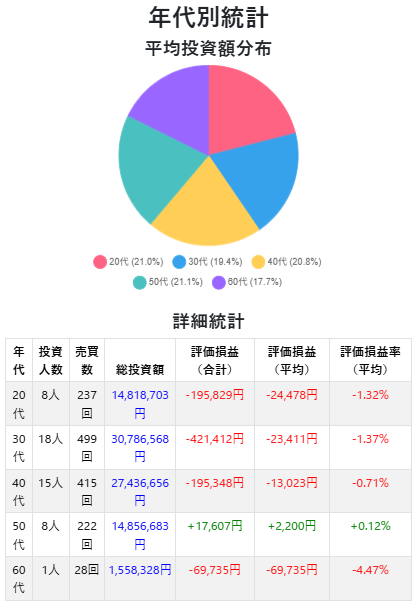 年代別統計
平均投資額分布
20代 (21.0%) 30代 (19.4%) 40代 (20.8%)
50代 (21.1%) 60代 (17.7%)
詳細統計
年代 投資人数 売買数 総投資額 評価損益（合計） 評価損益（平均） 評価損益率（平均）
20代 8人 237回 14,818,703円 -195,829円 -24,478円 -1.32%
30代 18人 499回 30,786,568円 -421,412円 -23,411円 -1.37%
40代 15人 415回 27,436,656円 -195,348円 -13,023円 -0.71%
50代 8人 222回 14,856,683円 +17,607円 +2,200円 +0.12%
60代 1人 28回 1,558,328円 -69,735円 -69,735円 -4.47%